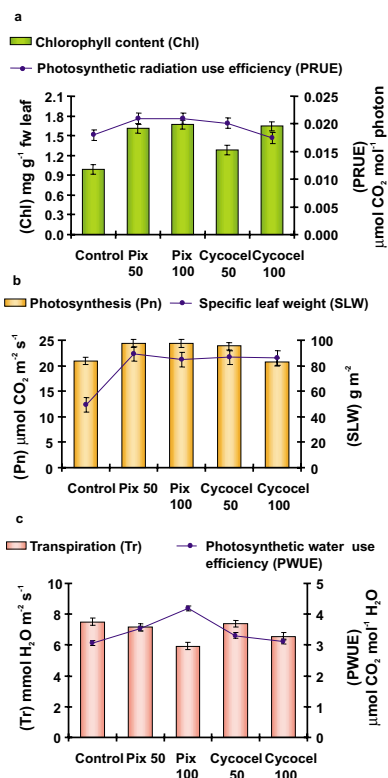 a
Chlorophyll content (Chl)
Photosynthetic radiation use efficiency (PRUE)
(Chl) mg g⁻¹ fw leaf
2.1
1.8
1.5
1.2
0.9
0.6
0.3
0.0
0.025
0.020
0.015
0.010
0.005
0.000
(PRUE)
µmol CO₂ mol⁻¹ photon
Control Pix 50 Pix 100 Cycocel 50 Cycocel 100
b
Photosynthesis (Pn)
Specific leaf weight (SLW)
(Pn) µmol CO₂ m⁻² s⁻¹
25
20
15
10
5
0
100
80
60
40
20
0
(SLW) g m⁻²
Control Pix 50 Pix 100 Cycocel 50 Cycocel 100
c
Transpiration (Tr)
Photosynthetic water use
efficiency (PWUE)
(Tr) mmol H₂O m⁻² s⁻¹
10
8
6
4
2
0
5
4
3
2
1
0
(PWUE)
µmol CO₂ mol⁻¹ H₂O
Control Pix 50 Pix 100 Cycocel 50 Cycocel 100